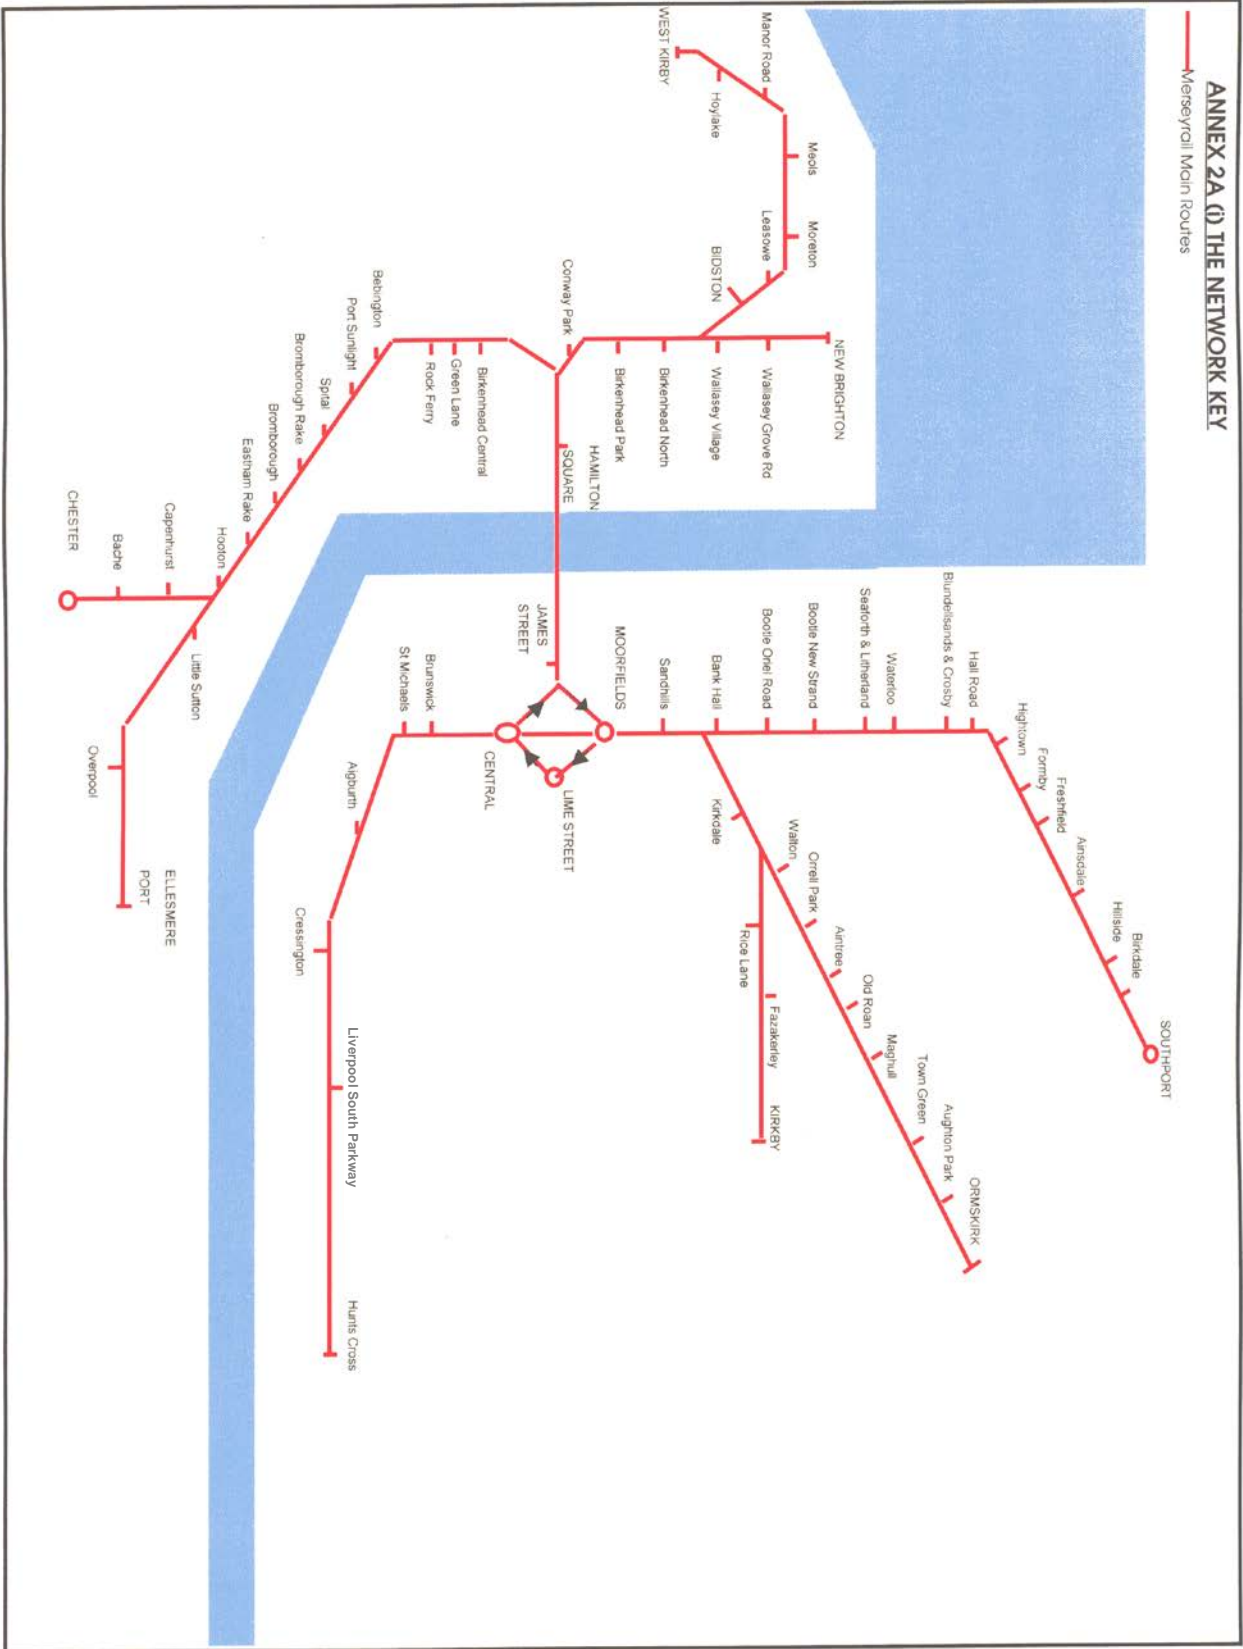 ANNEX 2A (i) THE NETWORK KEY
Merseyrail Main Routes
SOUTHPORT
Birkdale
Hillside
Ainsdale
Freshfield
Formby
Hightown
Hall Road
Blundellsands & Crosby
Waterloo
Seaforth & Litherland
Bootle New Strand
Bootle Oriel Road
Bank Hall
Sandhills
MOORFIELDS
ORMSKIRK
Aughton Park
Town Green
Maghull
Old Roan
Aintree
Orrell Park
Walton
Kirkdale
KIRKBY
Fazakerley
Rice Lane
NEW BRIGHTON
Wallasey Grove Rd
Wallasey Village
Birkenhead North
Birkenhead Park
Conway Park
HAMILTON
SQUARE
Meols
Moreton
Manor Road
Leasowe
Hoylake
BIDSTON
WEST KIRBY
JAMES
STREET
LIME STREET
CENTRAL
Birkenhead Central
Green Lane
Rock Ferry
Bebington
Port Sunlight
Spital
Bromborough Rake
Bromborough
Eastham Rake
Hooton
Little Sutton
Capenhurst
Bache
CHESTER
Overpool
ELLESMERE
PORT
Brunswick
St Michaels
Aigburth
Cressington
Liverpool South Parkway
Hunts Cross